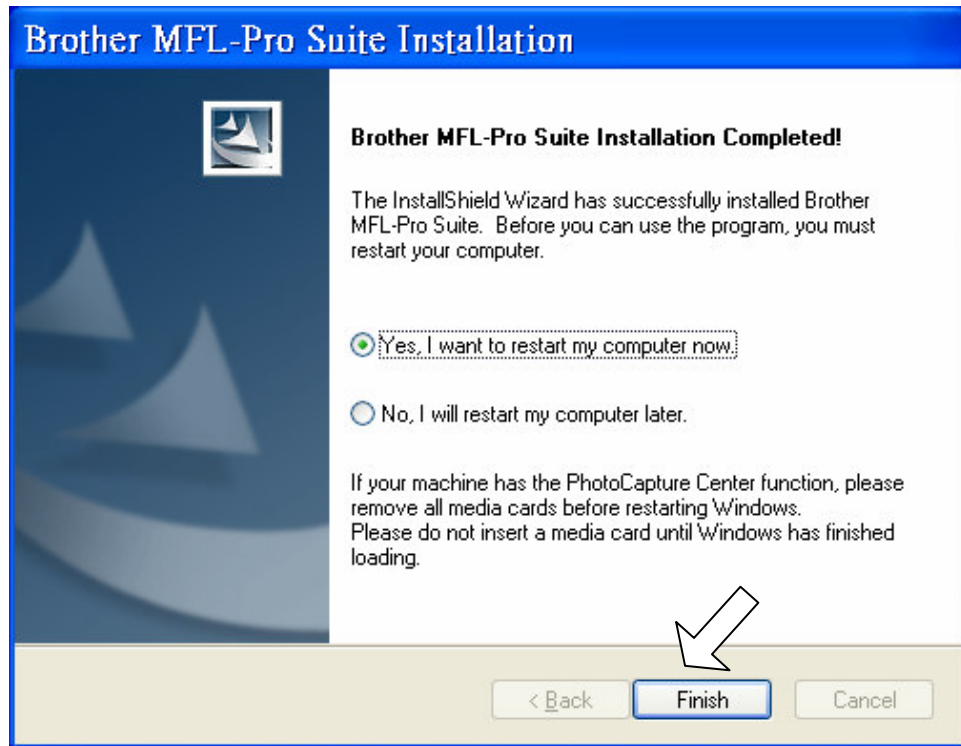 Brother MFL-Pro Suite Installation
Brother MFL-Pro Suite Installation Completed!
The InstallShield Wizard has successfully installed Brother
MFL-Pro Suite.  Before you can use the program, you must
restart your computer.
Yes, I want to restart my computer now.
No, I will restart my computer later.
If your machine has the PhotoCapture Center function, please
remove all media cards before restarting Windows.
Please do not insert a media card until Windows has finished
loading.
< Back Finish Cancel